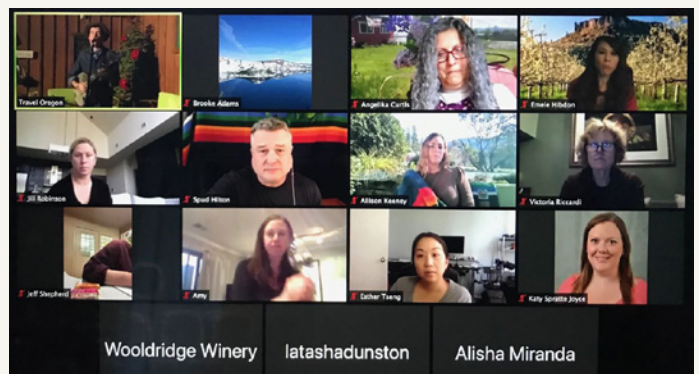 Travel Oregon
Brooke Adams
Angelika Curtis
Emele Hibdon
Jill Robinson
Spud Hilton
Allison Keeney
Victoria Riccardi
Jeff Shepherd
Amy
Esther Tseng
Katy Spratte Joyce
Wooldridge Winery
latashadunston
Alisha Miranda